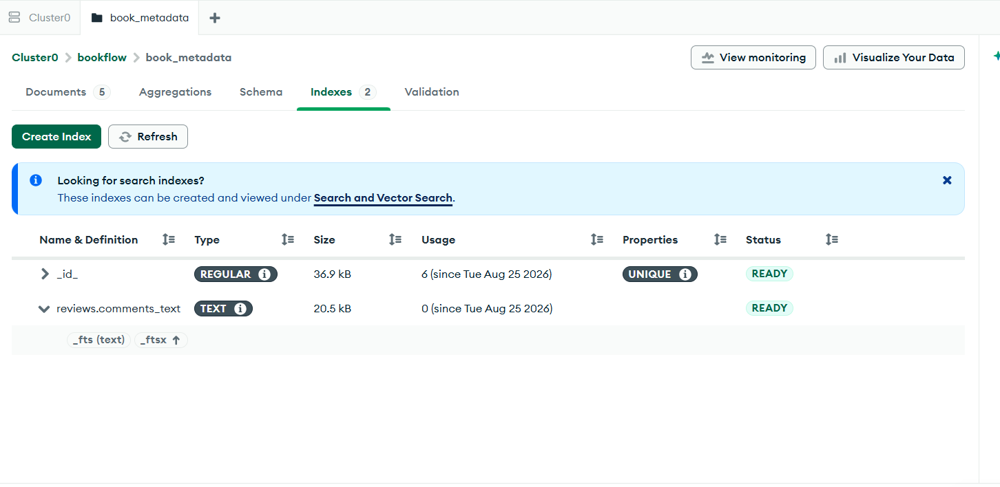 Cluster0 book_metadata
Cluster0 bookflow book_metadata View monitoring Visualize Your Data
Documents 5 Aggregations Schema Indexes 2 Validation
Create Index Refresh
Looking for search indexes?
These indexes can be created and viewed under Search and Vector Search.
Name & Definition Type Size Usage Properties Status
_id_ REGULAR 36.9 kB 6 (since Tue Aug 25 2026) UNIQUE READY
reviews.comments_text TEXT 20.5 kB 0 (since Tue Aug 25 2026) READY
_fts (text) _ftsx